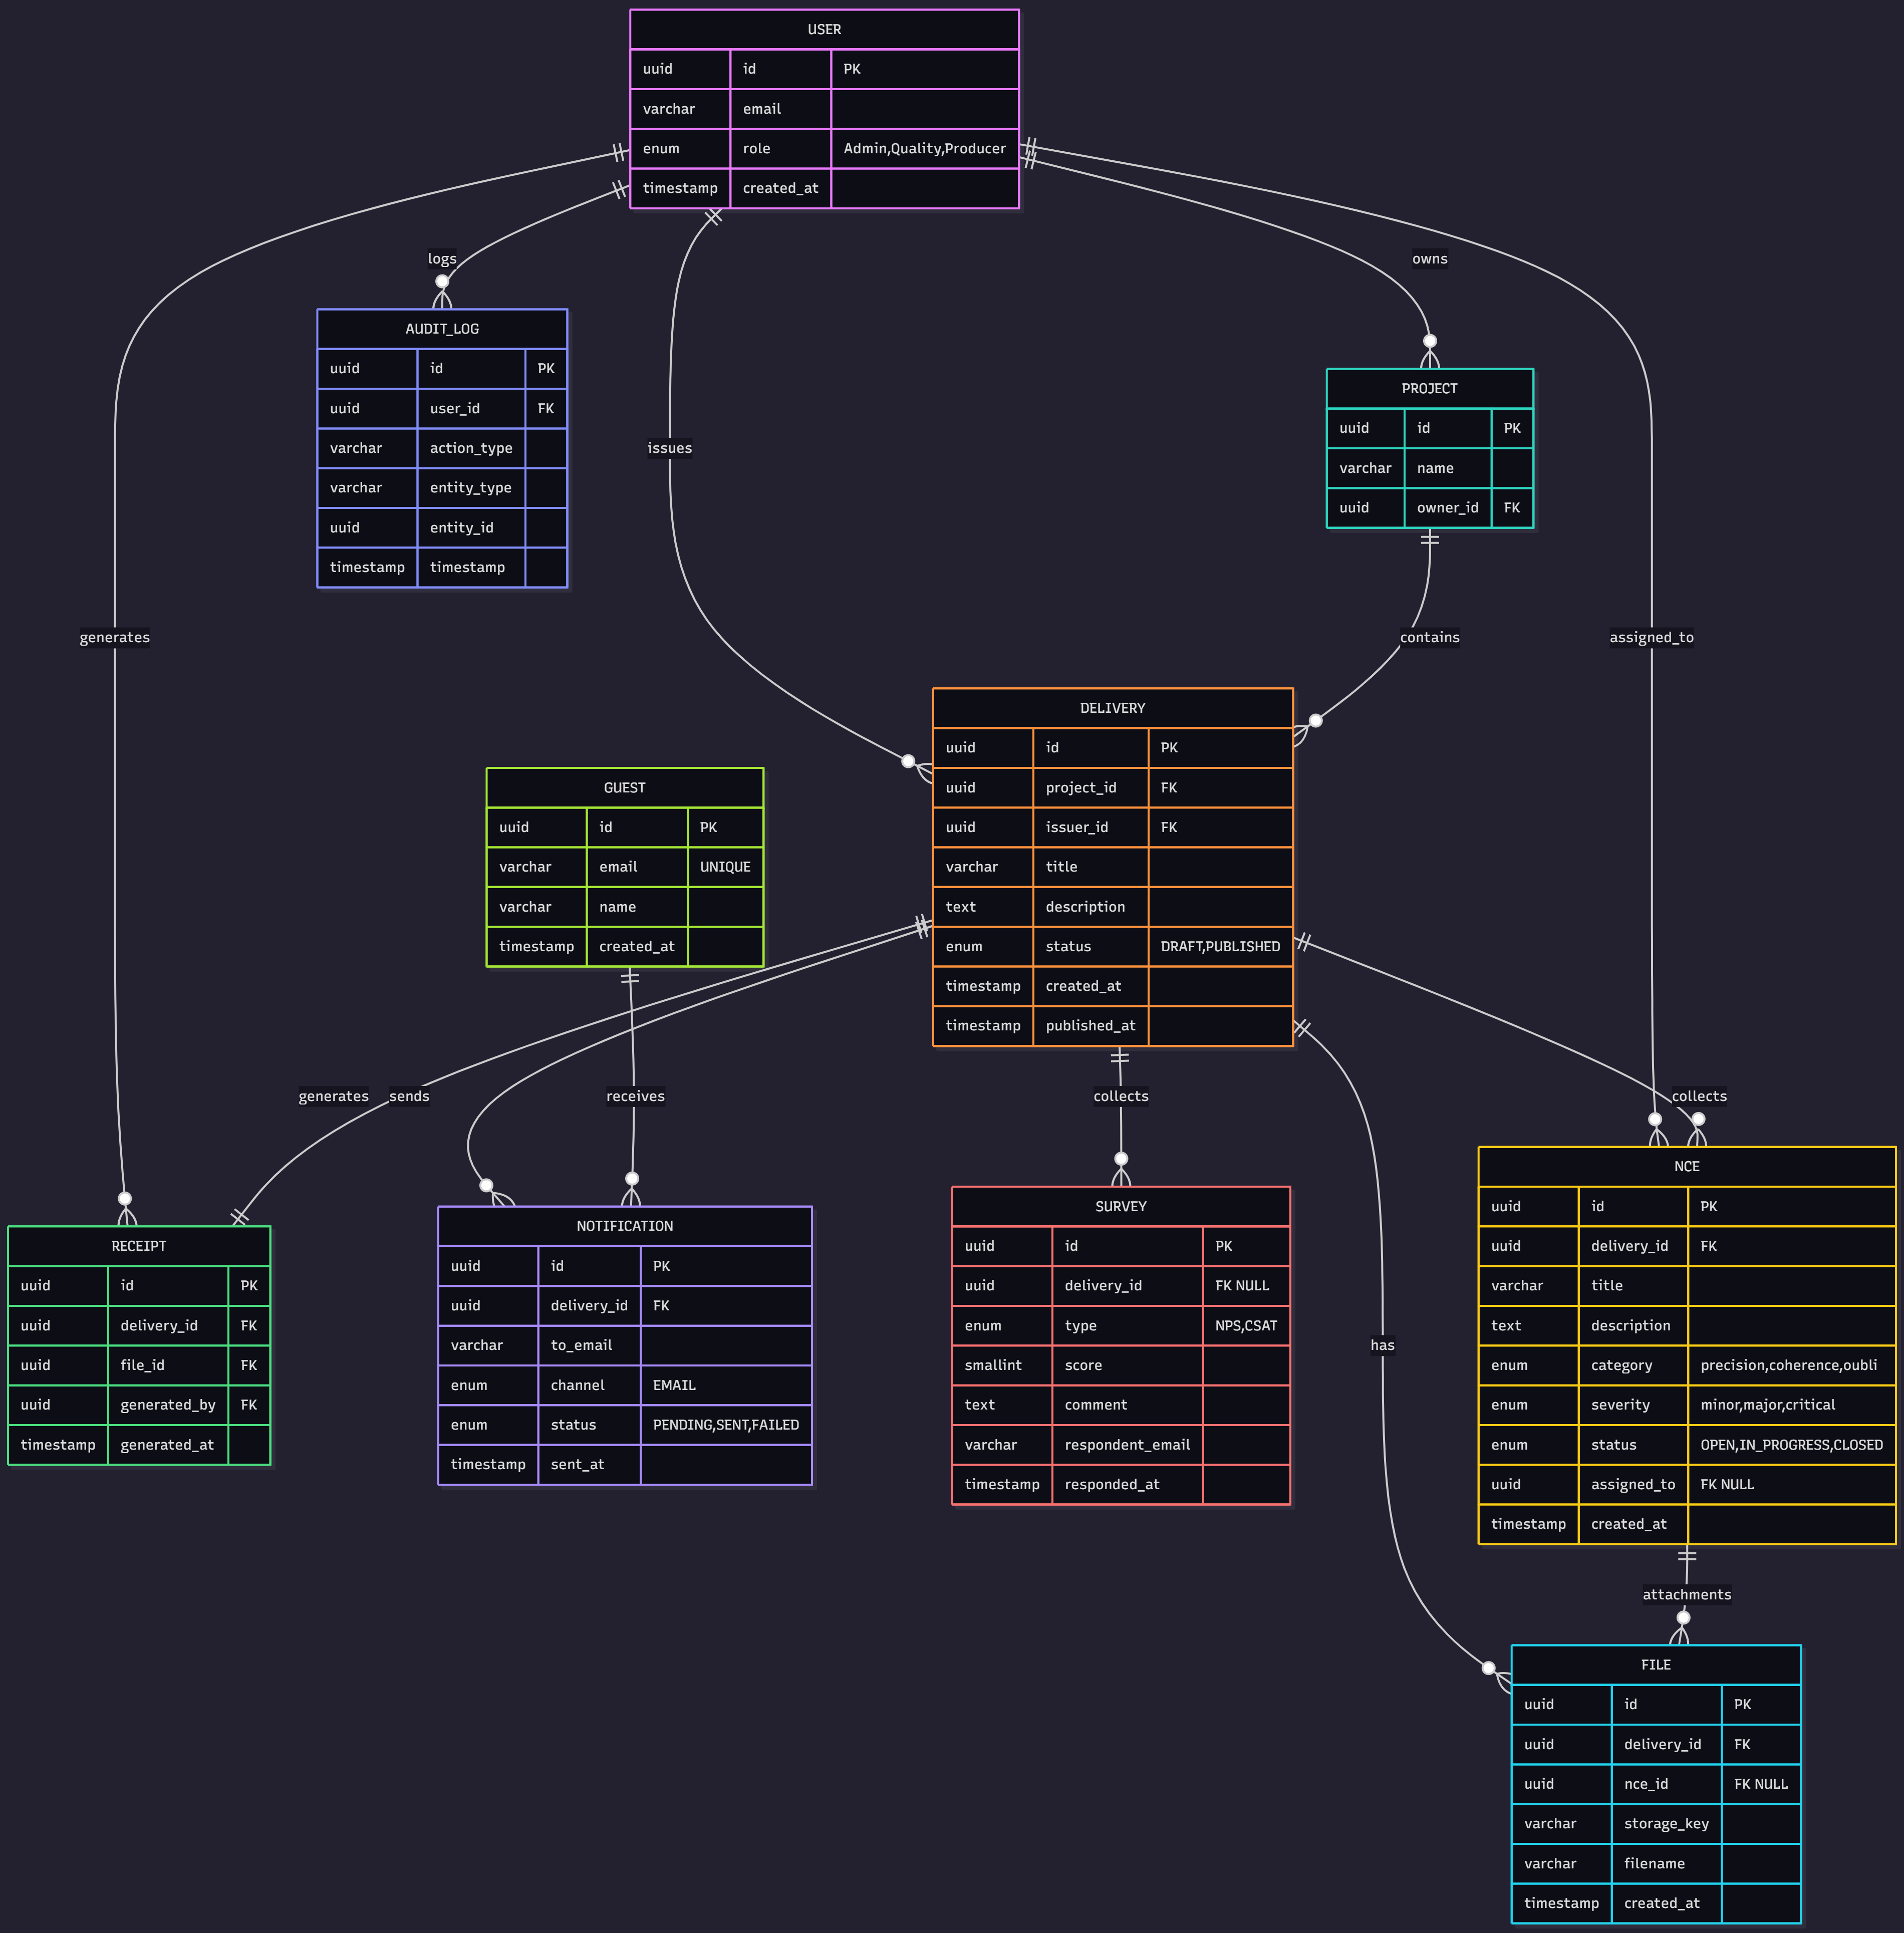 USER
uuid id PK
varchar email
enum role Admin,Quality,Producer
timestamp created_at
logs
owns
AUDIT_LOG
uuid id PK
uuid user_id FK
varchar action_type
varchar entity_type
uuid entity_id
timestamp timestamp
PROJECT
uuid id PK
varchar name
uuid owner_id FK
issues
generates
contains
assigned_to
DELIVERY
uuid id PK
uuid project_id FK
uuid issuer_id FK
varchar title
text description
enum status DRAFT,PUBLISHED
timestamp created_at
timestamp published_at
GUEST
uuid id PK
varchar email UNIQUE
varchar name
timestamp created_at
generates
sends
receives
collects
collects
RECEIPT
uuid id PK
uuid delivery_id FK
uuid file_id FK
uuid generated_by FK
timestamp generated_at
NOTIFICATION
uuid id PK
uuid delivery_id FK
varchar to_email
enum channel EMAIL
enum status PENDING,SENT,FAILED
timestamp sent_at
SURVEY
uuid id PK
uuid delivery_id FK NULL
enum type NPS,CSAT
smallint score
text comment
varchar respondent_email
timestamp responded_at
has
NCE
uuid id PK
uuid delivery_id FK
varchar title
text description
enum category precision,coherence,oubli
enum severity minor,major,critical
enum status OPEN,IN_PROGRESS,CLOSED
uuid assigned_to FK NULL
timestamp created_at
attachments
FILE
uuid id PK
uuid delivery_id FK
uuid nce_id FK NULL
varchar storage_key
varchar filename
timestamp created_at